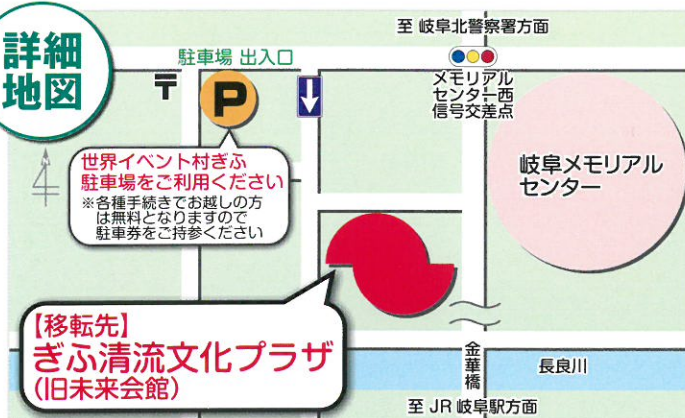 詳細
地図
至 岐阜北警察署方面
駐車場 出入口
〒
P
メモリアル
センター西
信号交差点
世界イベント村ぎふ
駐車場をご利用ください
※各種手続きでお越しの方
は無料となりますので
駐車券をご持参ください
岐阜メモリアル
センター
【移転先】
ぎふ清流文化プラザ
(旧未来会館)
金華橋
長良川
至 JR 岐阜駅方面